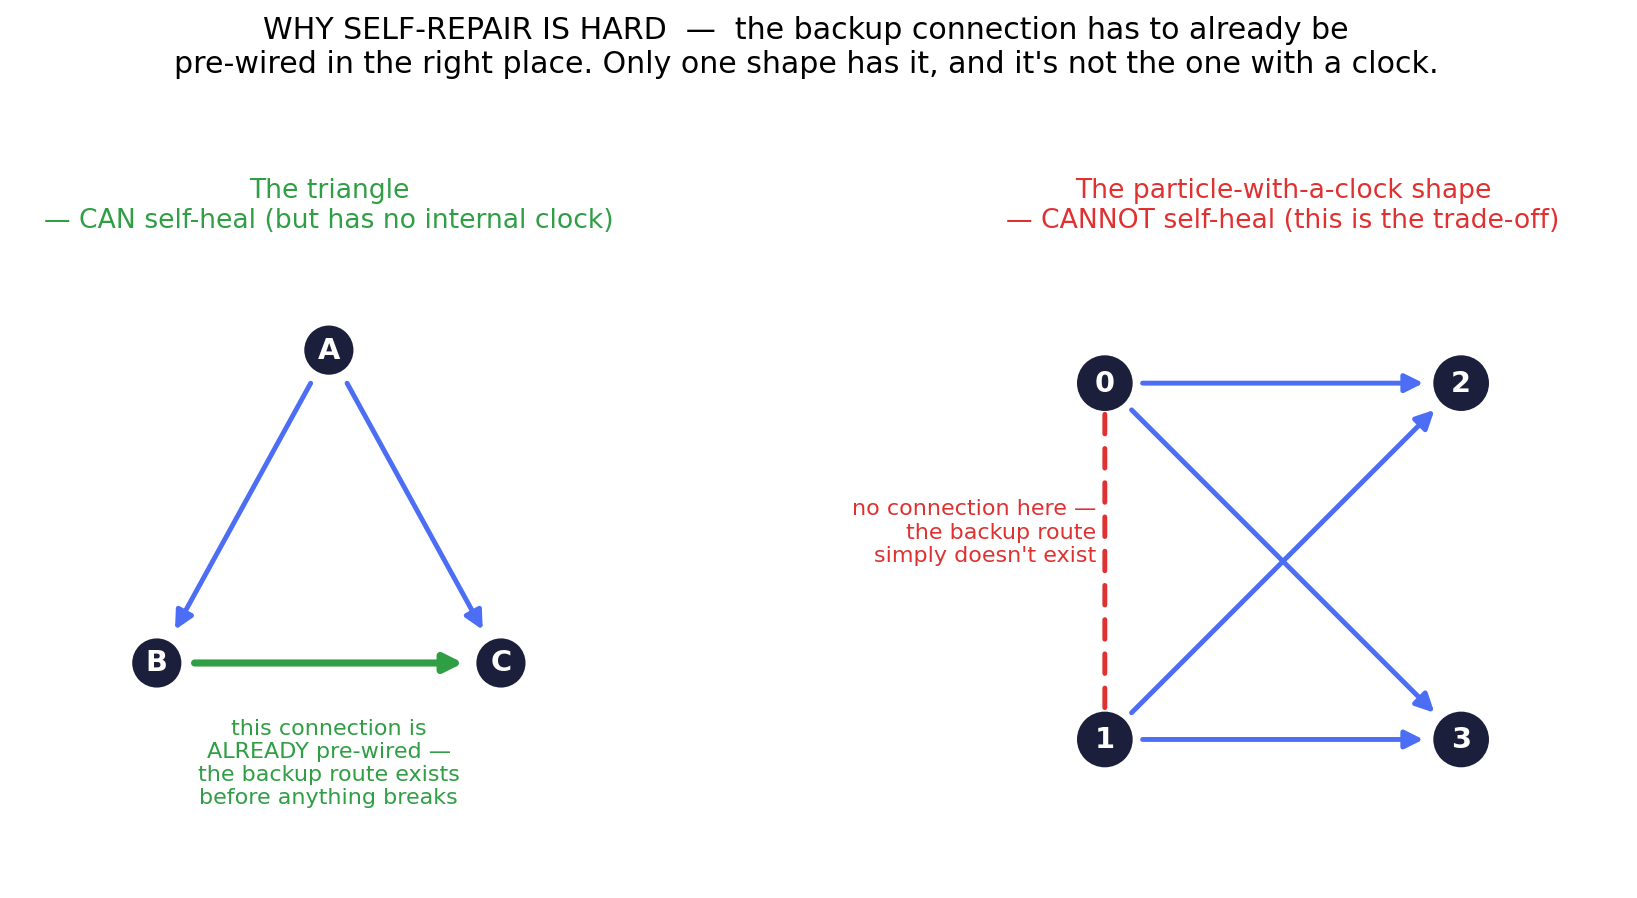 WHY SELF-REPAIR IS HARD — the backup connection has to already be
pre-wired in the right place. Only one shape has it, and it's not the one with a clock.
The triangle
— CAN self-heal (but has no internal clock)
A
B
C
this connection is
ALREADY pre-wired —
the backup route exists
before anything breaks
The particle-with-a-clock shape
— CANNOT self-heal (this is the trade-off)
0
2
no connection here —
the backup route
simply doesn't exist
1
3